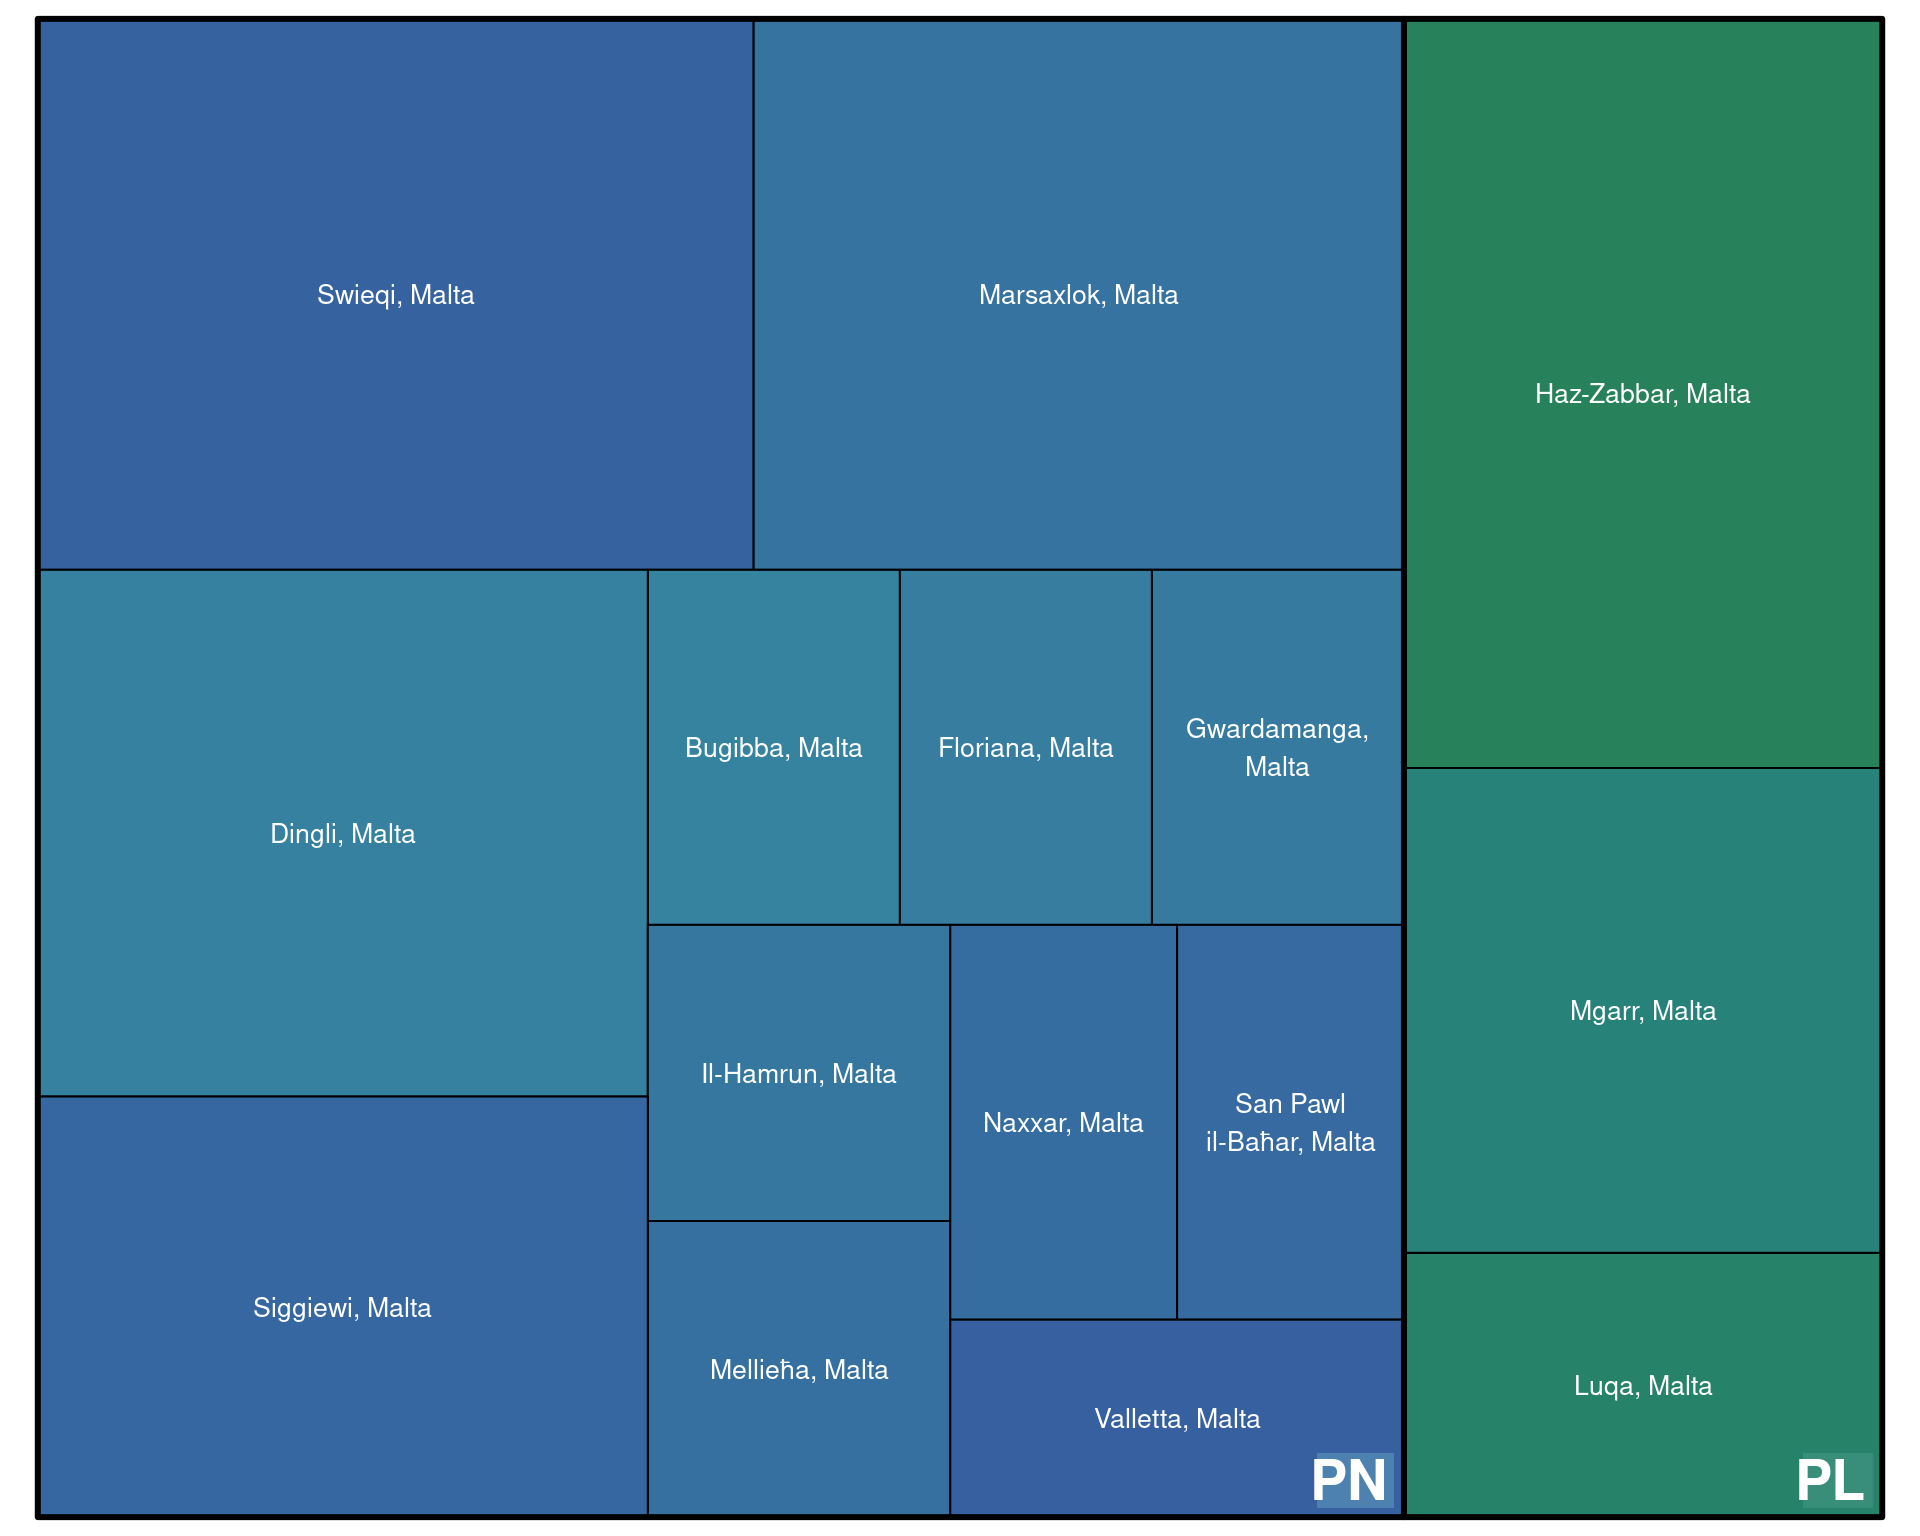 Swieqi, Malta
Marsaxlok, Malta
Haz-Zabbar, Malta
Dingli, Malta
Bugibba, Malta
Floriana, Malta
Gwardamanga,
Malta
Mgarr, Malta
Il-Hamrun, Malta
Naxxar, Malta
San Pawl
il-Baħar, Malta
Siggiewi, Malta
Mellieħa, Malta
Valletta, Malta
Luqa, Malta
PN
PL